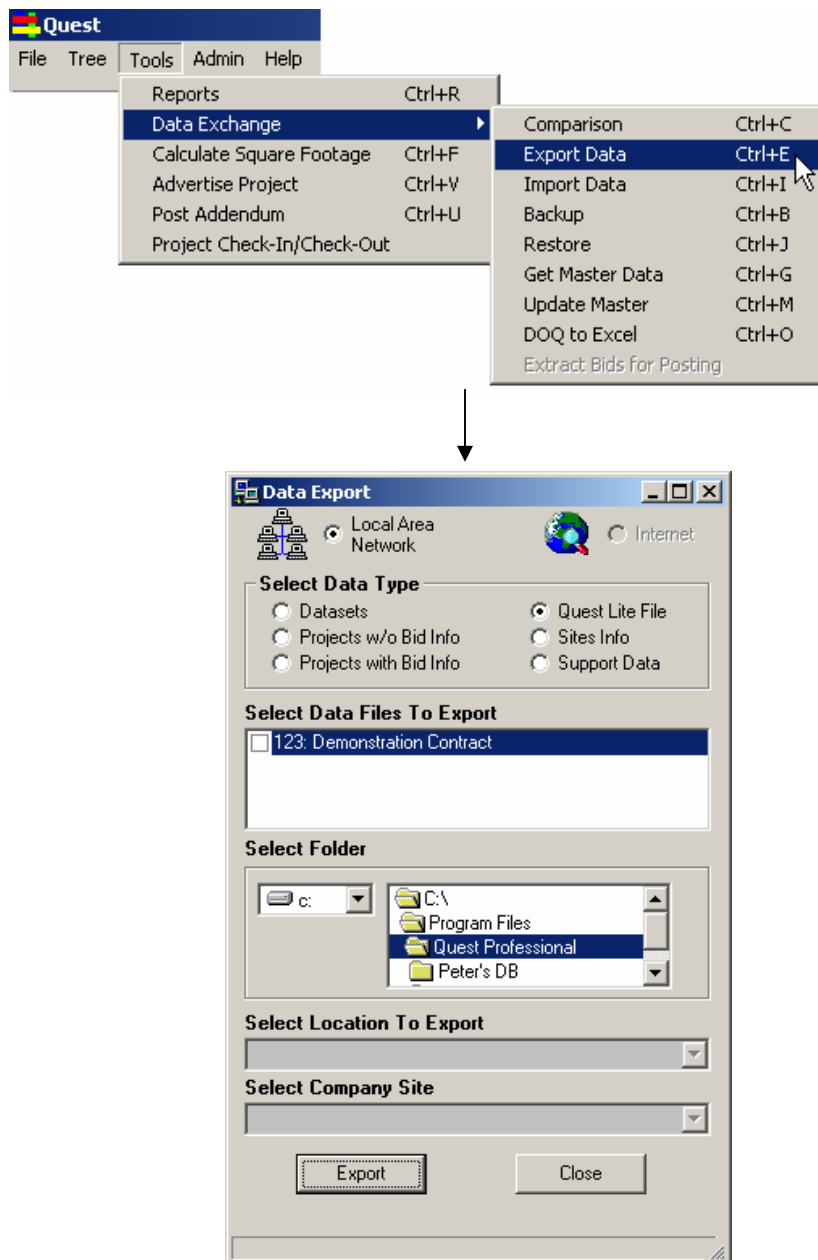 Quest
File Tree Tools Admin Help
Reports Ctrl+R
Data Exchange
Calculate Square Footage Ctrl+F
Advertise Project Ctrl+V
Post Addendum Ctrl+U
Project Check-In/Check-Out
Comparison Ctrl+C
Export Data Ctrl+E
Import Data Ctrl+I
Backup Ctrl+B
Restore Ctrl+J
Get Master Data Ctrl+G
Update Master Ctrl+M
DOQ to Excel Ctrl+O
Extract Bids for Posting
Data Export
Local Area
Network
Internet
Select Data Type
Datasets Quest Lite File
Projects w/o Bid Info Sites Info
Projects with Bid Info Support Data
Select Data Files To Export
123: Demonstration Contract
Select Folder
c: C:\
Program Files
Quest Professional
Peter's DB
Select Location To Export
Select Company Site
Export Close